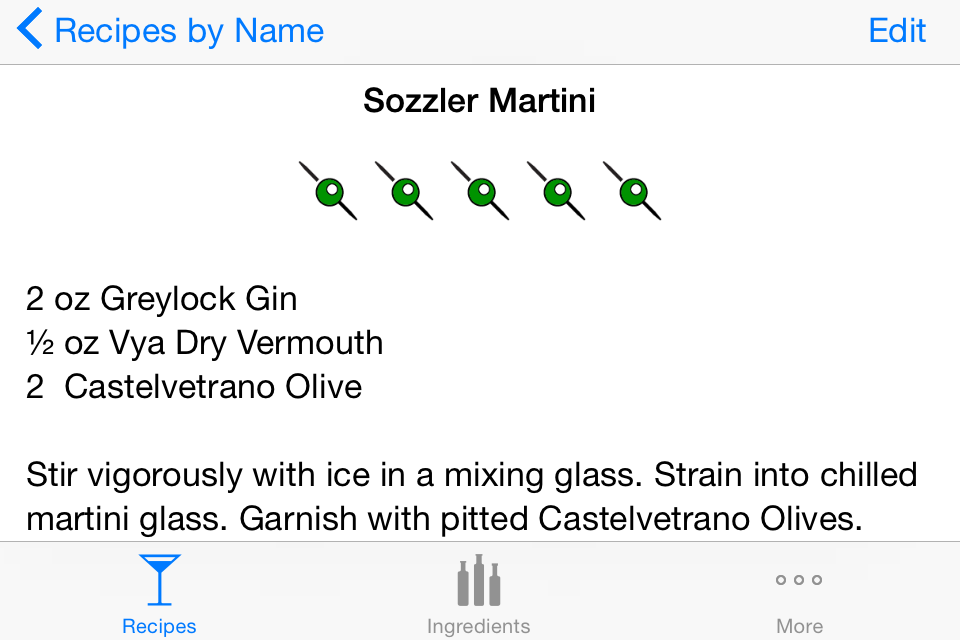 Recipes by Name
Edit
Sozzler Martini
2 oz Greylock Gin
½ oz Vya Dry Vermouth
2  Castelvetrano Olive
Stir vigorously with ice in a mixing glass. Strain into chilled
martini glass. Garnish with pitted Castelvetrano Olives.
Recipes
Ingredients
More